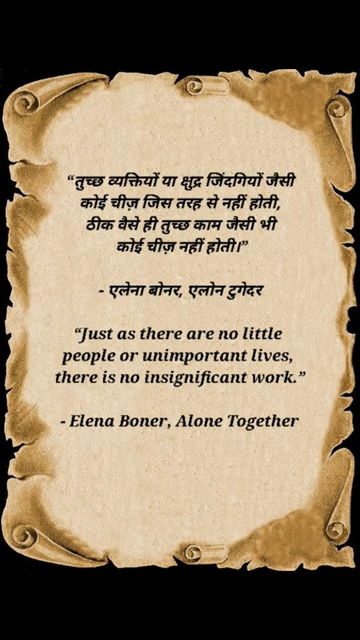 “तुच्छ व्यक्तियों या क्षुद्र जिंदगियों जैसी
कोई चीज़ जिस तरह से नहीं होती,
ठीक वैसे ही तुच्छ काम जैसी भी
कोई चीज़ नहीं होती।”
- एलेना बोनर, एलोन टुगेदर
“Just as there are no little
people or unimportant lives,
there is no insignificant work.”
- Elena Boner, Alone Together